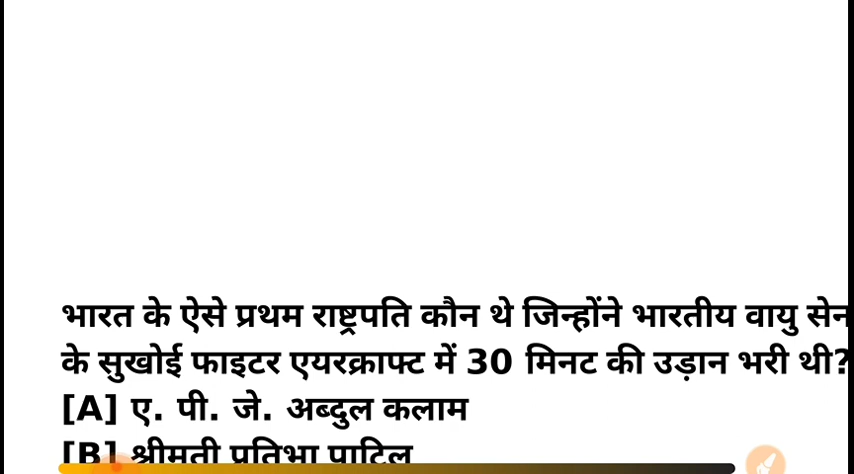 भारत के ऐसे प्रथम राष्ट्रपति कौन थे जिन्होंने भारतीय वायु सेन
के सुखोई फाइटर एयरक्राफ्ट में 30 मिनट की उड़ान भरी थी?
[A] ए. पी. जे. अब्दुल कलाम
[B] श्रीमती प्रतिभा पाटिल